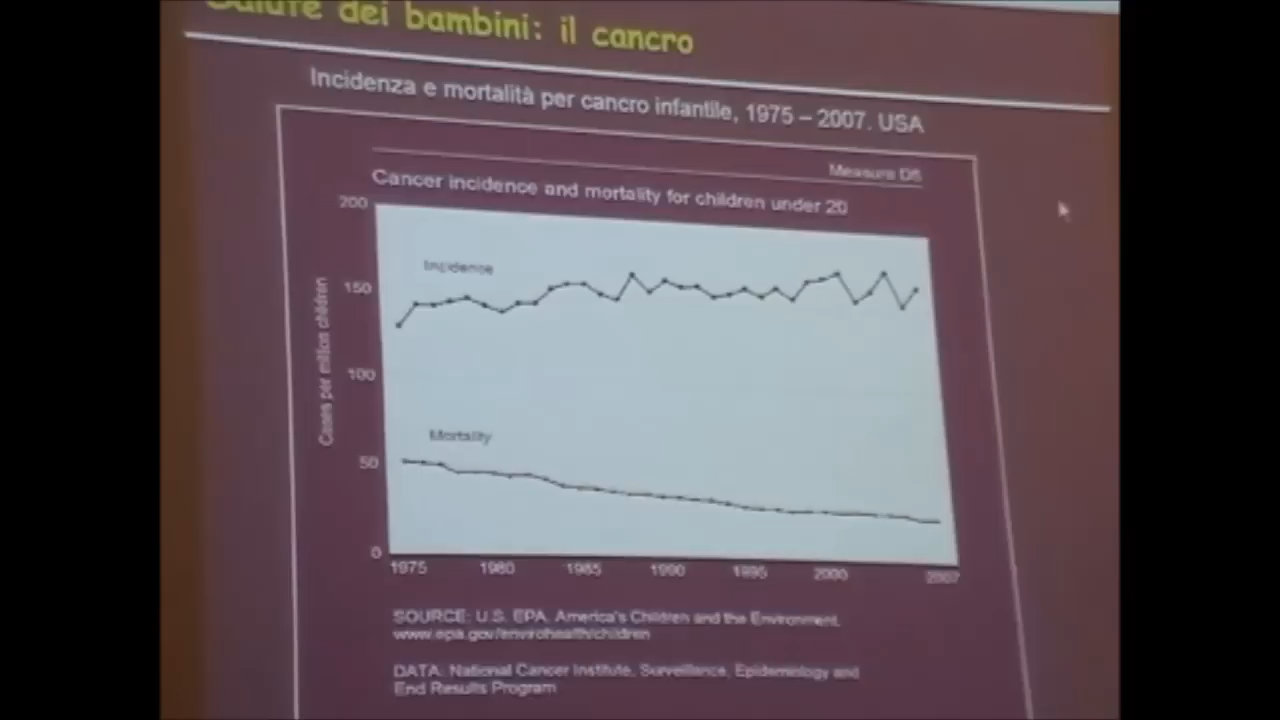 Salute dei bambini: il cancro
Incidenza e mortalità per cancro infantile, 1975 – 2007. USA
Measure D5
Cancer incidence and mortality for children under 20
200
Incidence
150
Cases per million children
100
Mortality
50
0
1975 1980 1985 1990 1995 2000 2007
SOURCE: U.S. EPA. America's Children and the Environment.
www.epa.gov/envirohealth/children
DATA: National Cancer Institute, Surveillance, Epidemiology and
End Results Program